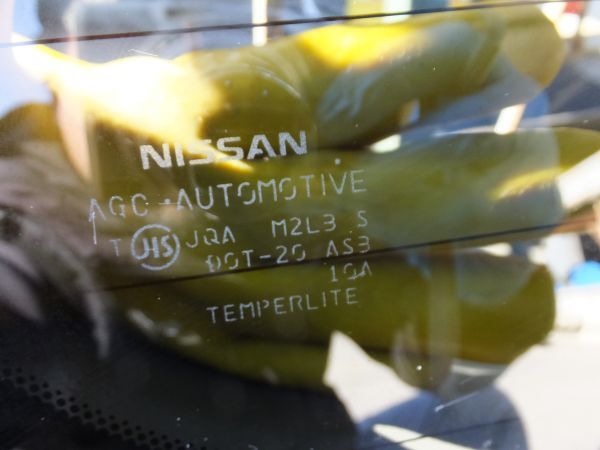 NISSAN
AGC AUTOMOTIVE
T JIS JQA M2L3 S
DOT-20 AS3
1QA
TEMPERLITE